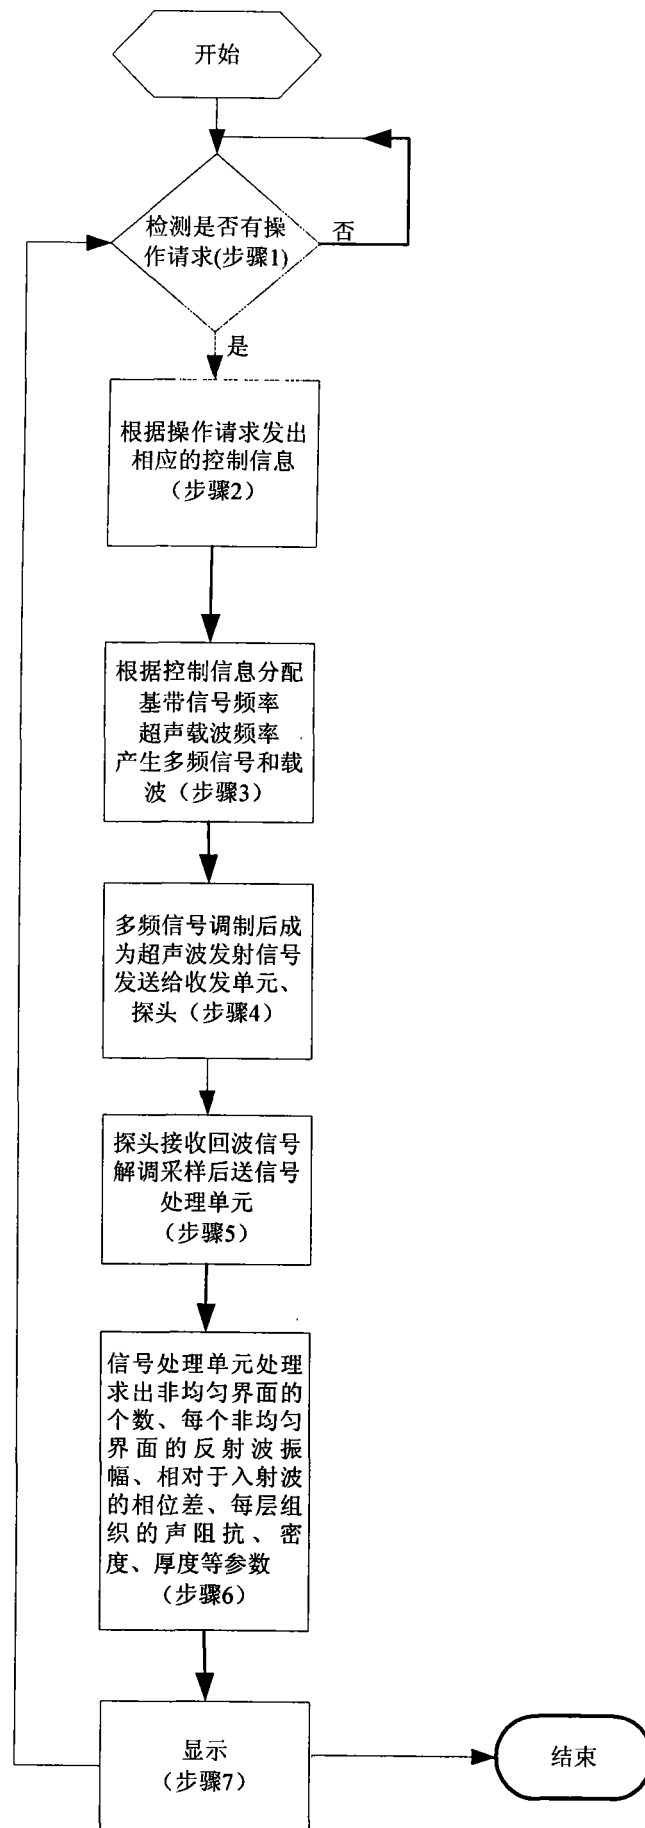 开始
检测是否有操
作请求(步骤1)
否
是
根据操作请求发出
相应的控制信息
（步骤2）
根据控制信息分配
基带信号频率
超声载波频率
产生多频信号和载
波（步骤3）
多频信号调制后成
为超声波发射信号
发送给收发单元、
探头（步骤4）
探头接收回波信号
解调采样后送信号
处理单元
（步骤5）
信号处理单元处理
求出非均匀界面的
个数、每个非均匀
界面的反射波振
幅、相对于入射波
的相位差、每层组
织的声阻抗、密
度、厚度等参数
（步骤6）
显示
（步骤7）
结束